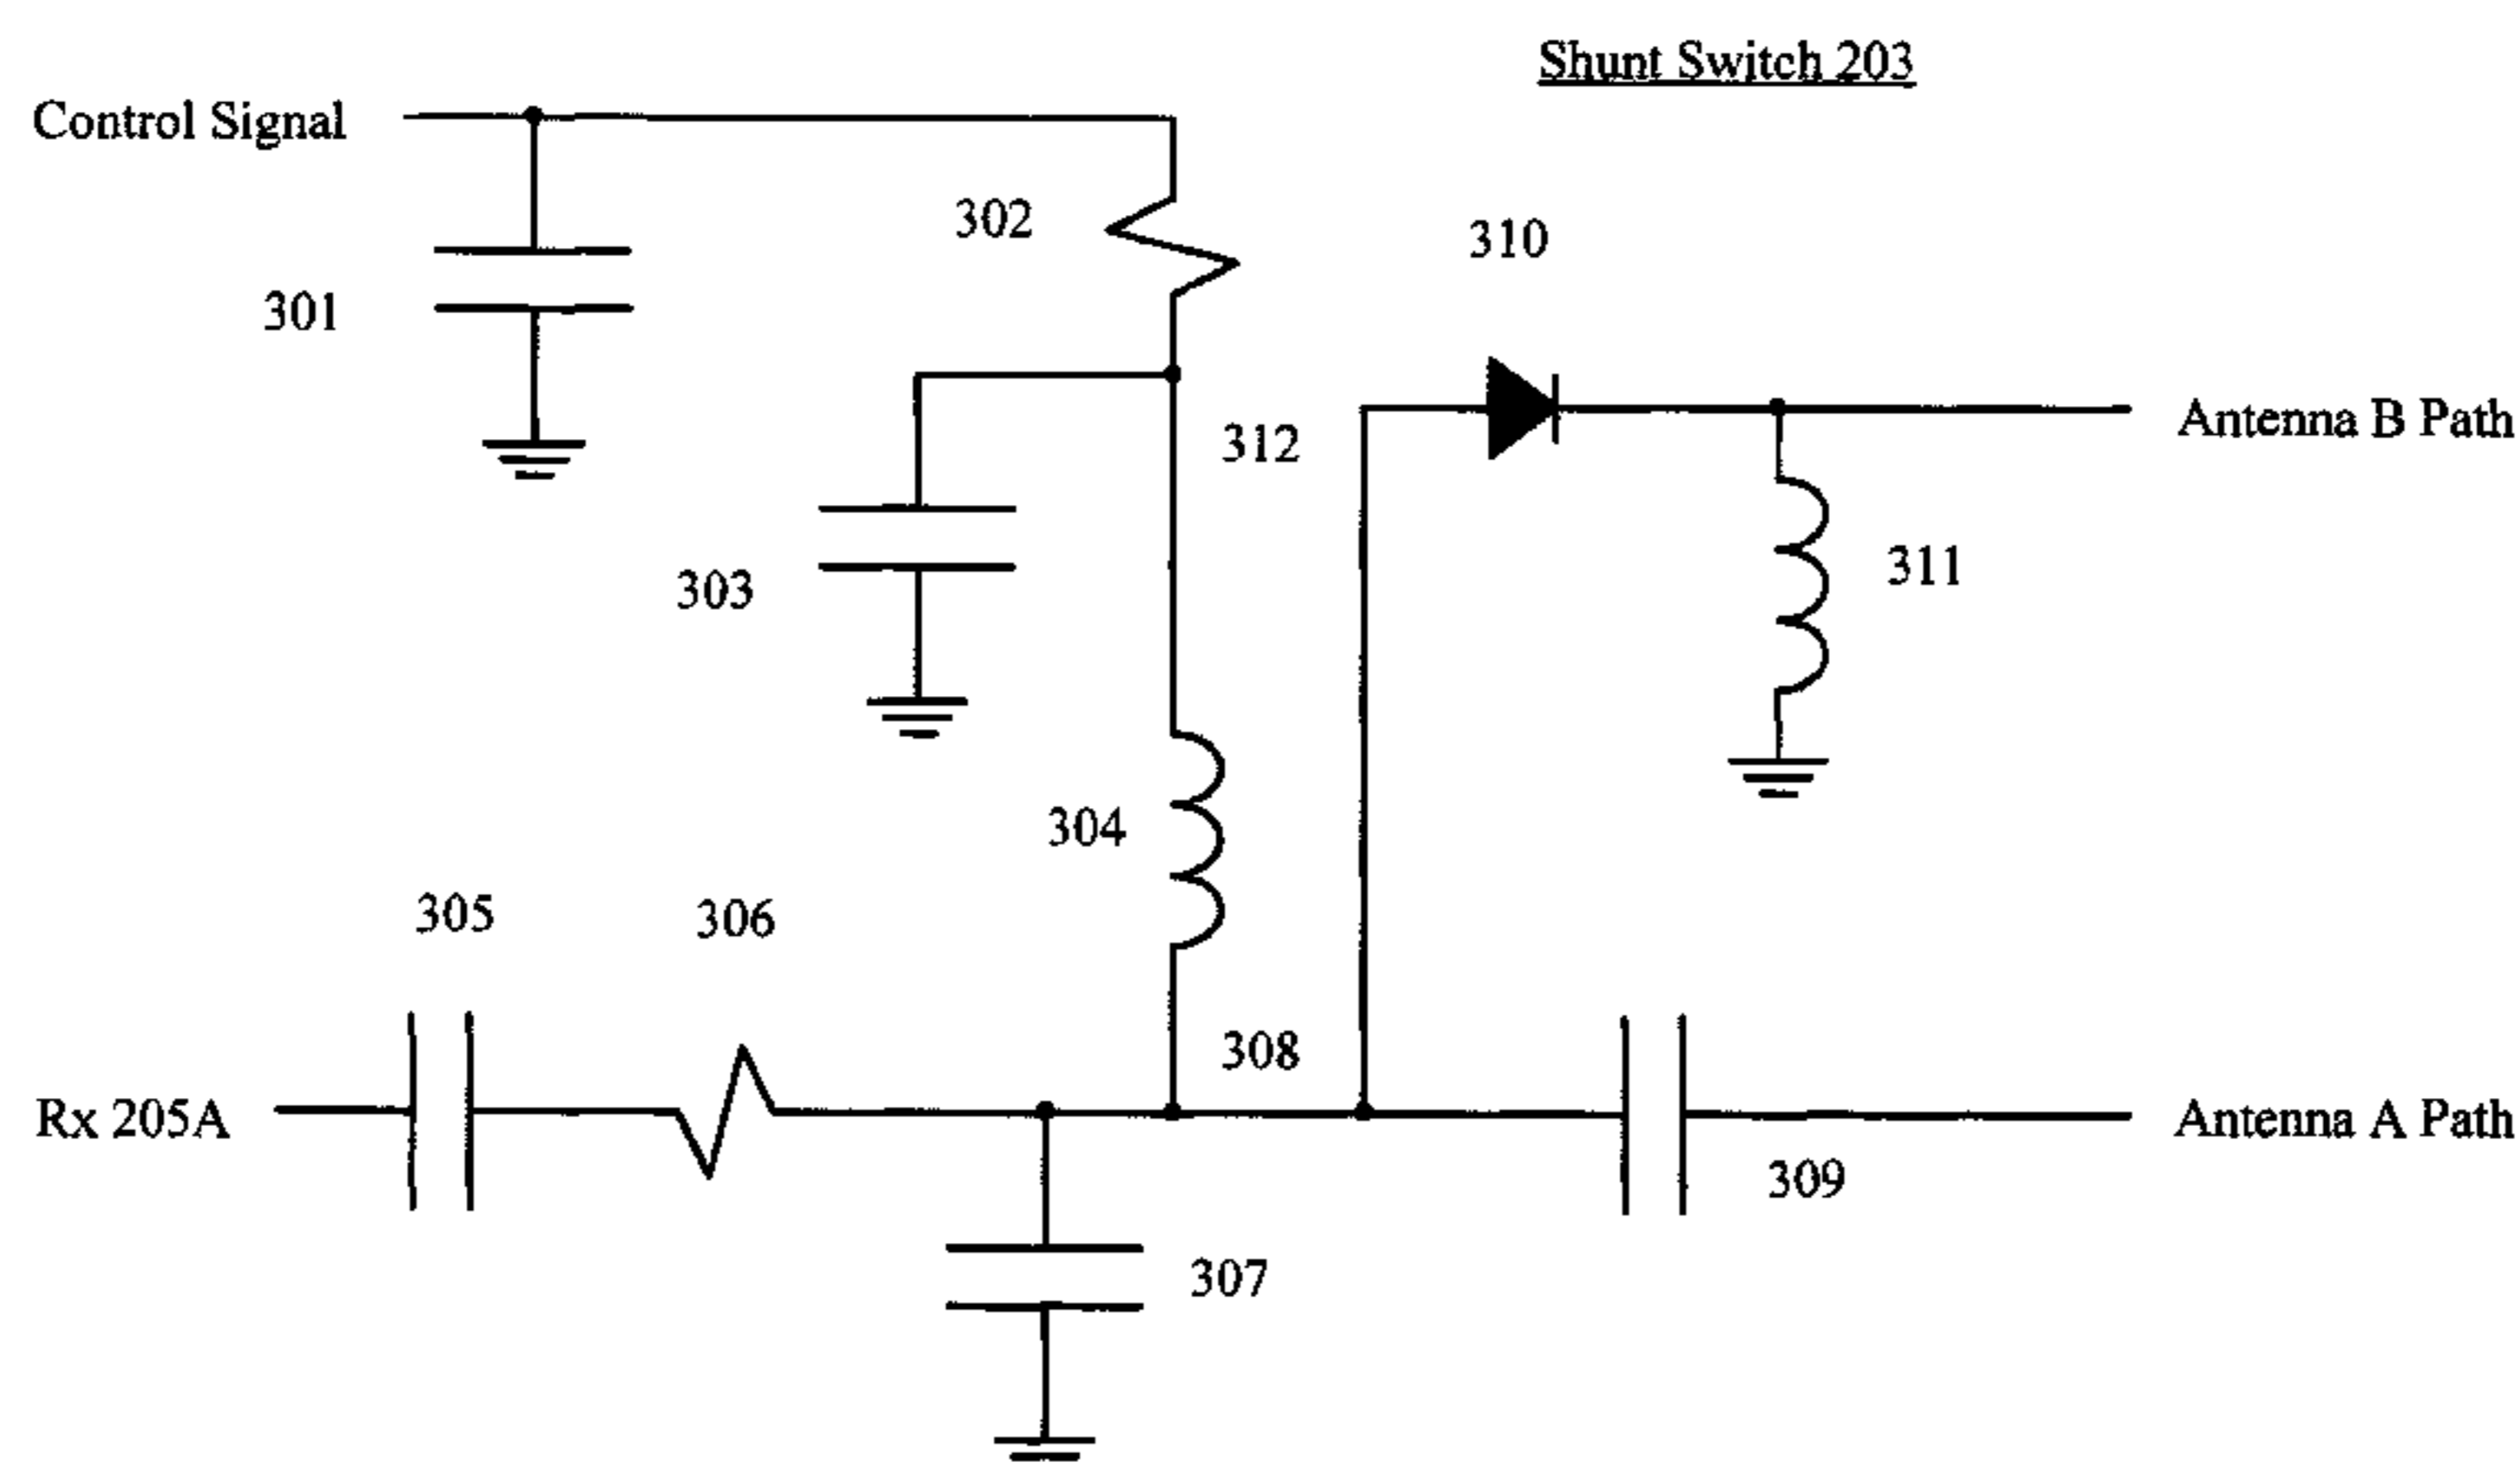 Shunt Switch 203
Control Signal
302
310
301
312
Antenna B Path
303
311
304
305
306
308
Rx 205A
Antenna A Path
309
307